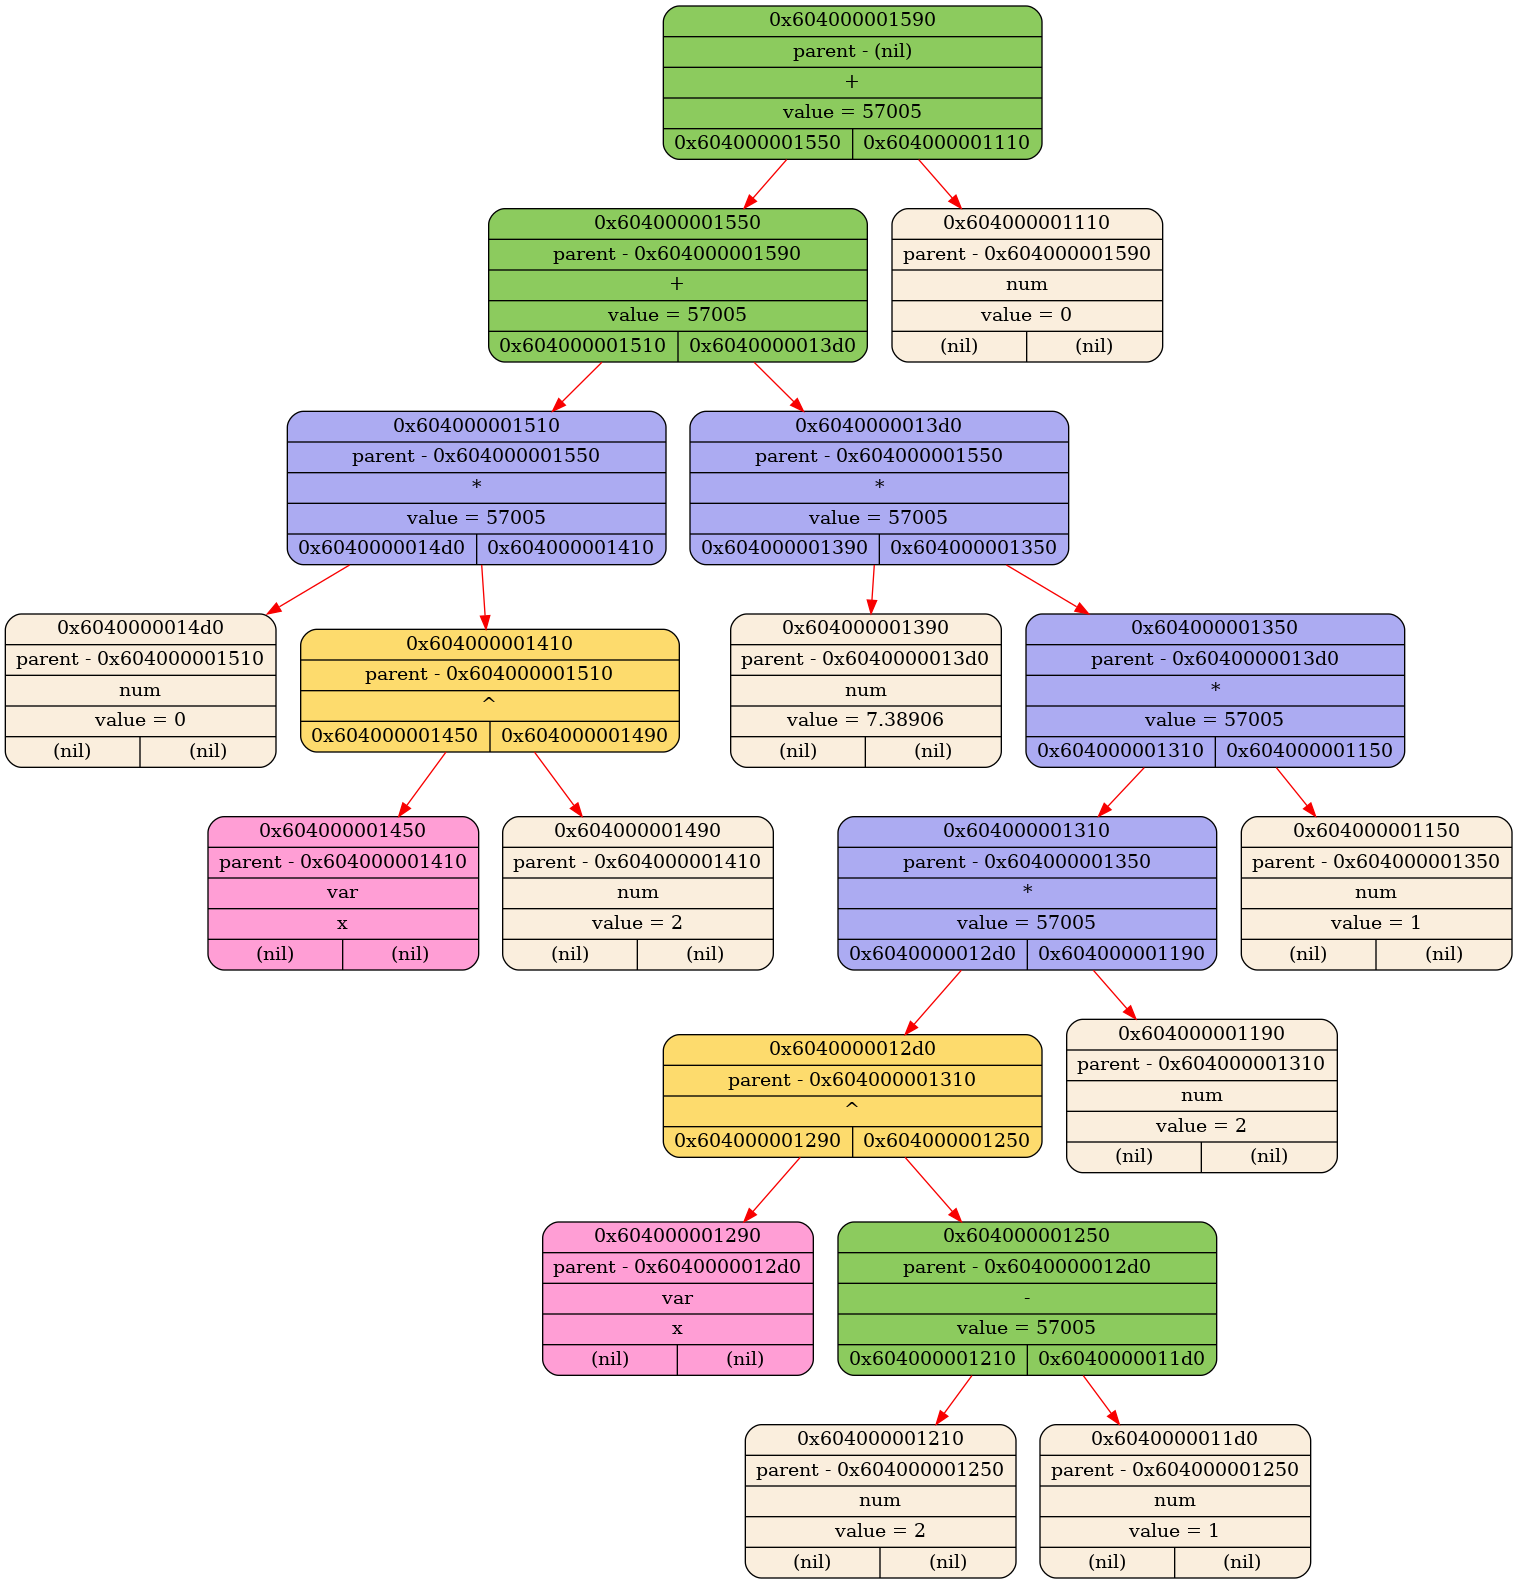 0x604000001590
parent - (nil)
+
value = 57005
0x604000001550 0x604000001110
0x604000001550
parent - 0x604000001590
+
value = 57005
0x604000001510 0x6040000013d0
0x604000001110
parent - 0x604000001590
num
value = 0
(nil) (nil)
0x604000001510
parent - 0x604000001550
*
value = 57005
0x6040000014d0 0x604000001410
0x6040000013d0
parent - 0x604000001550
*
value = 57005
0x604000001390 0x604000001350
0x6040000014d0
parent - 0x604000001510
num
value = 0
(nil) (nil)
0x604000001410
parent - 0x604000001510
^
0x604000001450 0x604000001490
0x604000001390
parent - 0x6040000013d0
num
value = 7.38906
(nil) (nil)
0x604000001350
parent - 0x6040000013d0
*
value = 57005
0x604000001310 0x604000001150
0x604000001450
parent - 0x604000001410
var
x
(nil) (nil)
0x604000001490
parent - 0x604000001410
num
value = 2
(nil) (nil)
0x604000001310
parent - 0x604000001350
*
value = 57005
0x6040000012d0 0x604000001190
0x604000001150
parent - 0x604000001350
num
value = 1
(nil) (nil)
0x6040000012d0
parent - 0x604000001310
^
0x604000001290 0x604000001250
0x604000001190
parent - 0x604000001310
num
value = 2
(nil) (nil)
0x604000001290
parent - 0x6040000012d0
var
x
(nil) (nil)
0x604000001250
parent - 0x6040000012d0
-
value = 57005
0x604000001210 0x6040000011d0
0x604000001210
parent - 0x604000001250
num
value = 2
(nil) (nil)
0x6040000011d0
parent - 0x604000001250
num
value = 1
(nil) (nil)